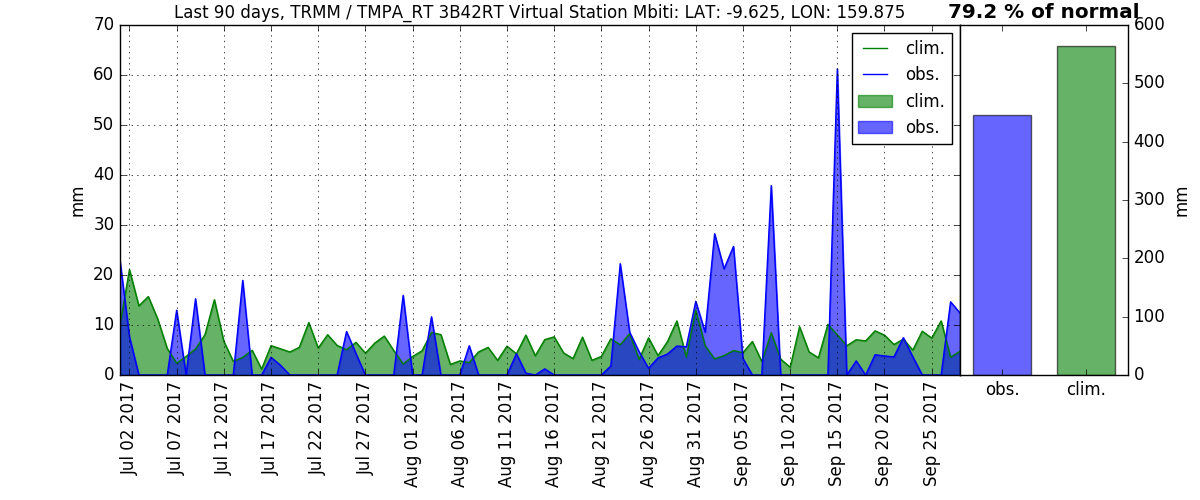 Last 90 days, TRMM / TMPA_RT 3B42RT Virtual Station Mbiti: LAT: -9.625, LON: 159.875
79.2 % of normal
70
60
50
40
30
20
10
0
mm
clim.
obs.
clim.
obs.
600
500
400
300
200
100
0
mm
obs.
clim.
Jul 02 2017
Jul 07 2017
Jul 12 2017
Jul 17 2017
Jul 22 2017
Jul 27 2017
Aug 01 2017
Aug 06 2017
Aug 11 2017
Aug 16 2017
Aug 21 2017
Aug 26 2017
Aug 31 2017
Sep 05 2017
Sep 10 2017
Sep 15 2017
Sep 20 2017
Sep 25 2017